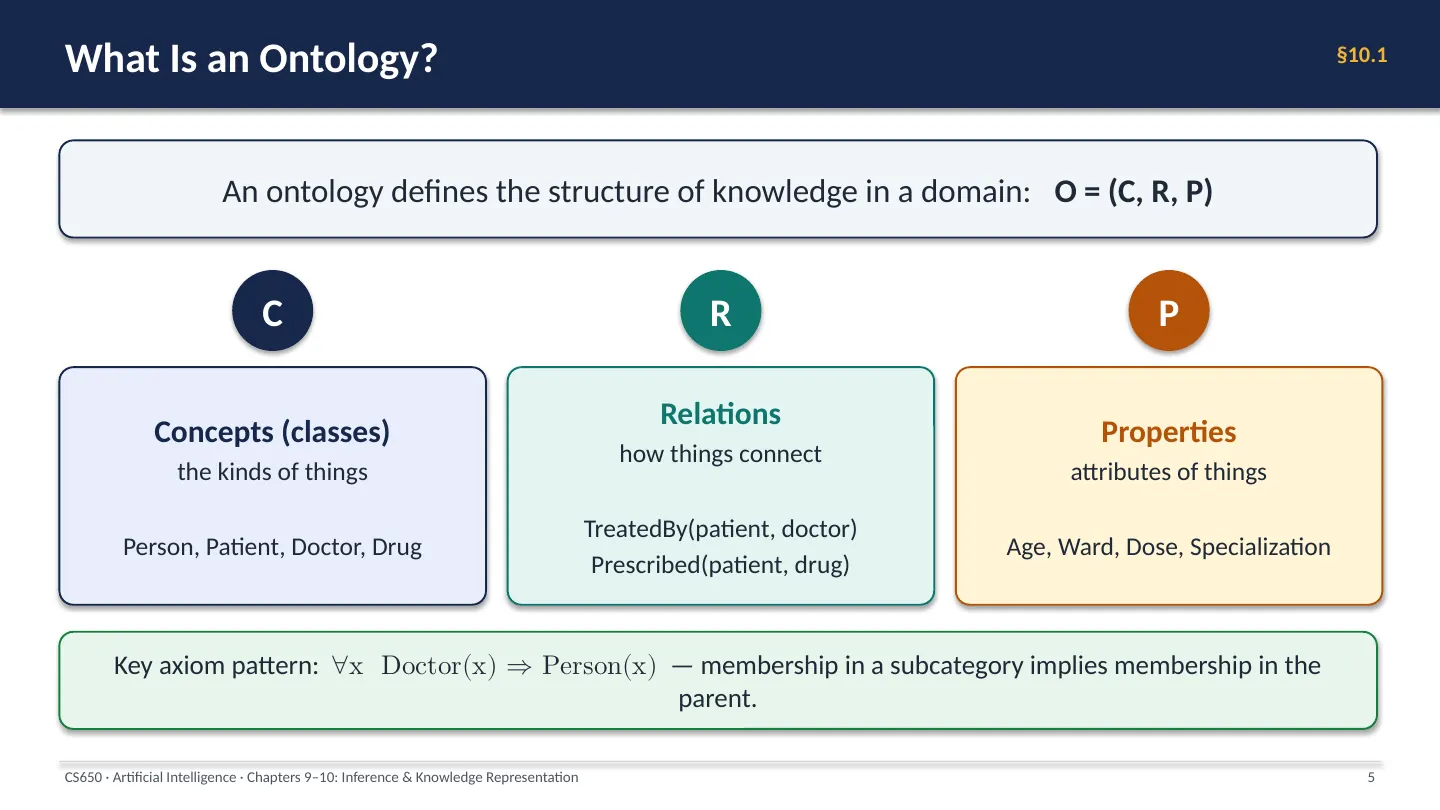 What Is an Ontology?
§10.1
An ontology defines the structure of knowledge in a domain: O = (C, R, P)
C
R
P
Concepts (classes)
the kinds of things
Person, Patient, Doctor, Drug
Relations
how things connect
TreatedBy(patient, doctor)
Prescribed(patient, drug)
Properties
attributes of things
Age, Ward, Dose, Specialization
Key axiom pattern: ∀x Doctor(x) ⇒ Person(x) — membership in a subcategory implies membership in the
parent.
CS650 · Artificial Intelligence · Chapters 9–10: Inference & Knowledge Representation
5